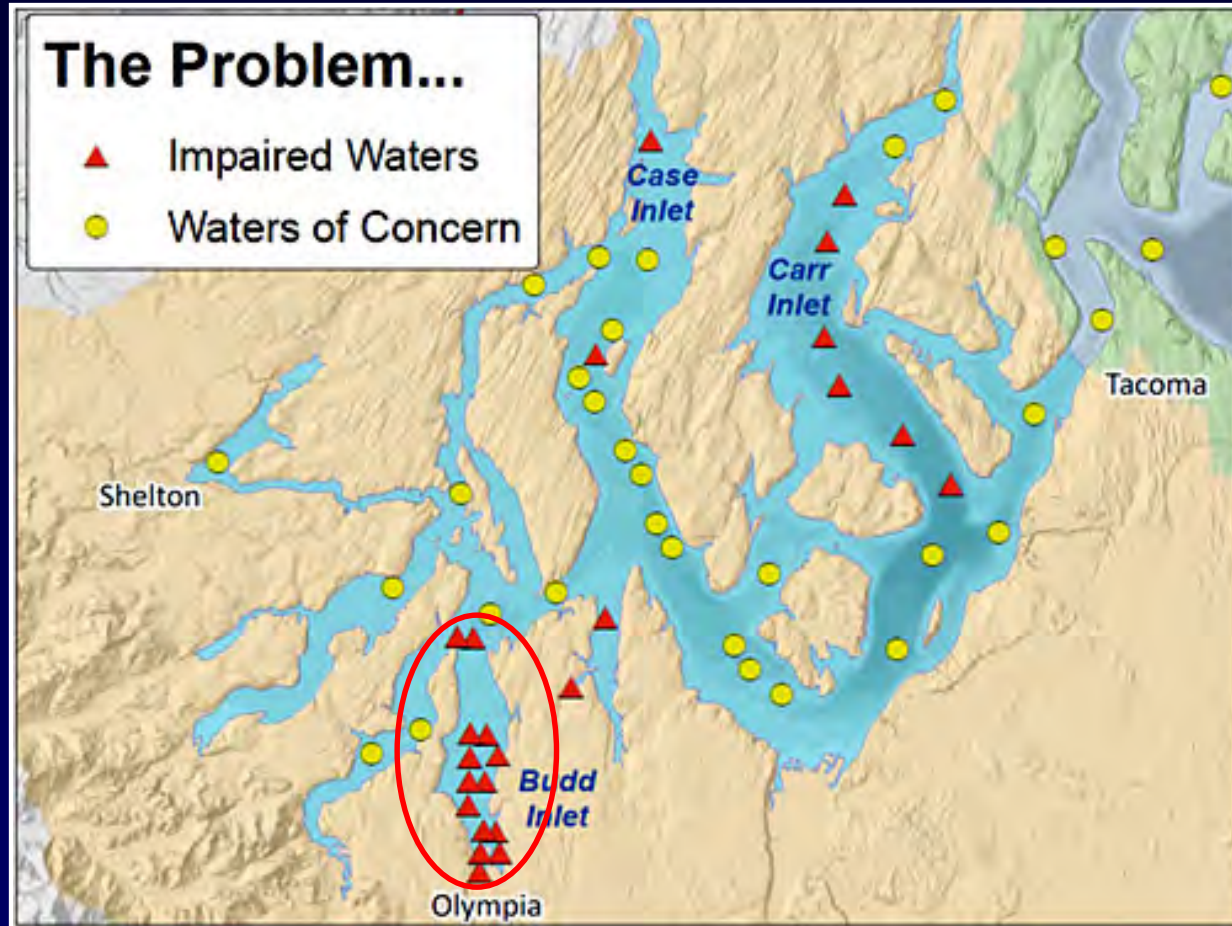 The Problem...
Impaired Waters
Waters of Concern
Case
Inlet
Carr
Inlet
Tacoma
Shelton
Budd
Inlet
Olympia